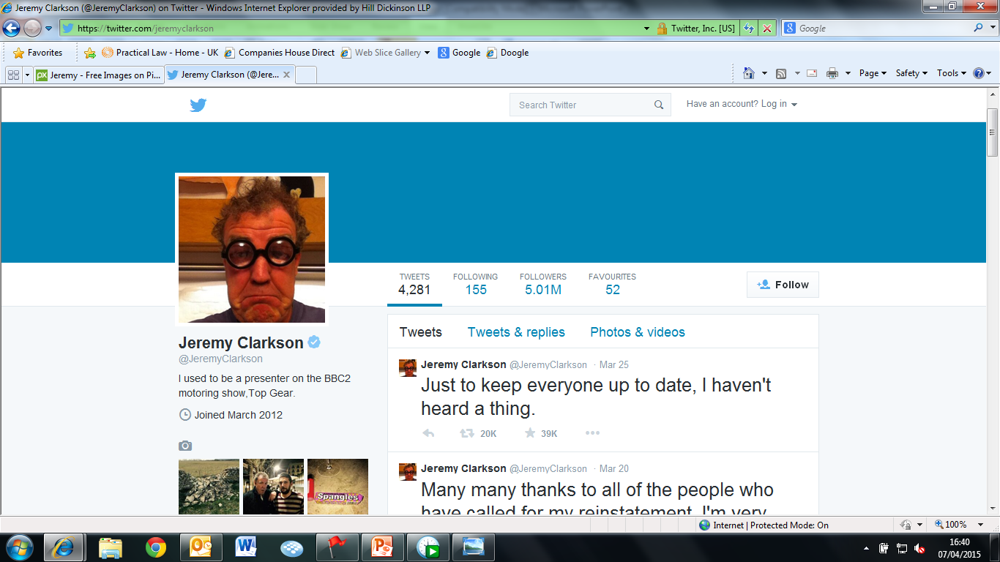 Jeremy Clarkson (@JeremyClarkson) on Twitter - Windows Internet Explorer provided by Hill Dickinson LLP
https://twitter.com/jeremyclarkson
Twitter, Inc. [US]
Google
Favorites
Practical Law - Home - UK
Companies House Direct
Web Slice Gallery
Google
Doogle
Jeremy - Free Images on Pi...
Jeremy Clarkson (@Jere...
Page
Safety
Tools
Search Twitter
Have an account? Log in
TWEETS
4,281
FOLLOWING
155
FOLLOWERS
5.01M
FAVOURITES
52
Follow
Jeremy Clarkson
@JeremyClarkson
I used to be a presenter on the BBC2
motoring show,Top Gear.
Joined March 2012
Spangles
Tweets
Tweets & replies
Photos & videos
Jeremy Clarkson @JeremyClarkson · Mar 25
Just to keep everyone up to date, I haven't
heard a thing.
20K
39K
Jeremy Clarkson @JeremyClarkson · Mar 20
Many many thanks to all of the people who
have called for my reinstatement. I'm very
Internet | Protected Mode: On
100%
16:40
07/04/2015